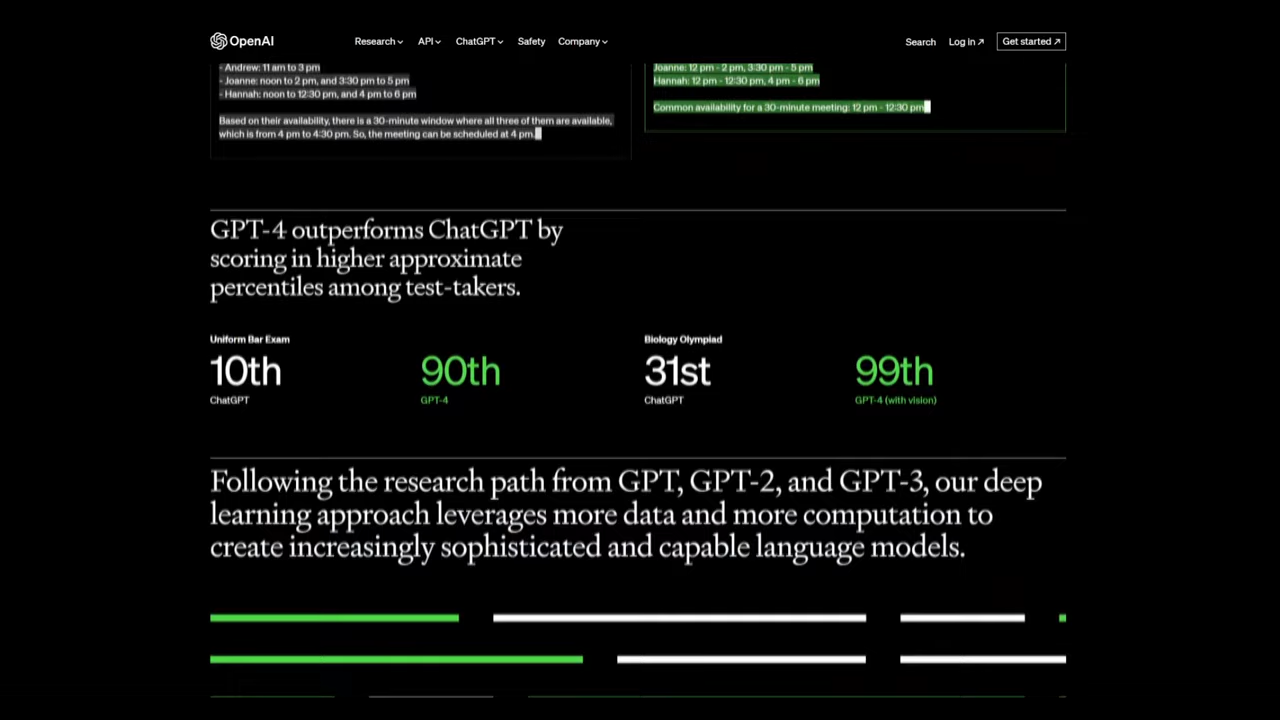 OpenAI
Research API ChatGPT Safety Company
Search Log in ↗ Get started ↗
- Andrew: 11 am to 3 pm
- Joanne: noon to 2 pm, and 3:30 pm to 5 pm
- Hannah: noon to 12:30 pm, and 4 pm to 6 pm
Based on their availability, there is a 30-minute window where all three of them are available,
which is from 4 pm to 4:30 pm. So, the meeting can be scheduled at 4 pm.
Joanne: 12 pm - 2 pm, 3:30 pm - 5 pm
Hannah: 12 pm - 12:30 pm, 4 pm - 6 pm
Common availability for a 30-minute meeting: 12 pm - 12:30 pm
GPT-4 outperforms ChatGPT by
scoring in higher approximate
percentiles among test-takers.
Uniform Bar Exam
10th
ChatGPT
90th
GPT-4
Biology Olympiad
31st
ChatGPT
99th
GPT-4 (with vision)
Following the research path from GPT, GPT-2, and GPT-3, our deep
learning approach leverages more data and more computation to
create increasingly sophisticated and capable language models.